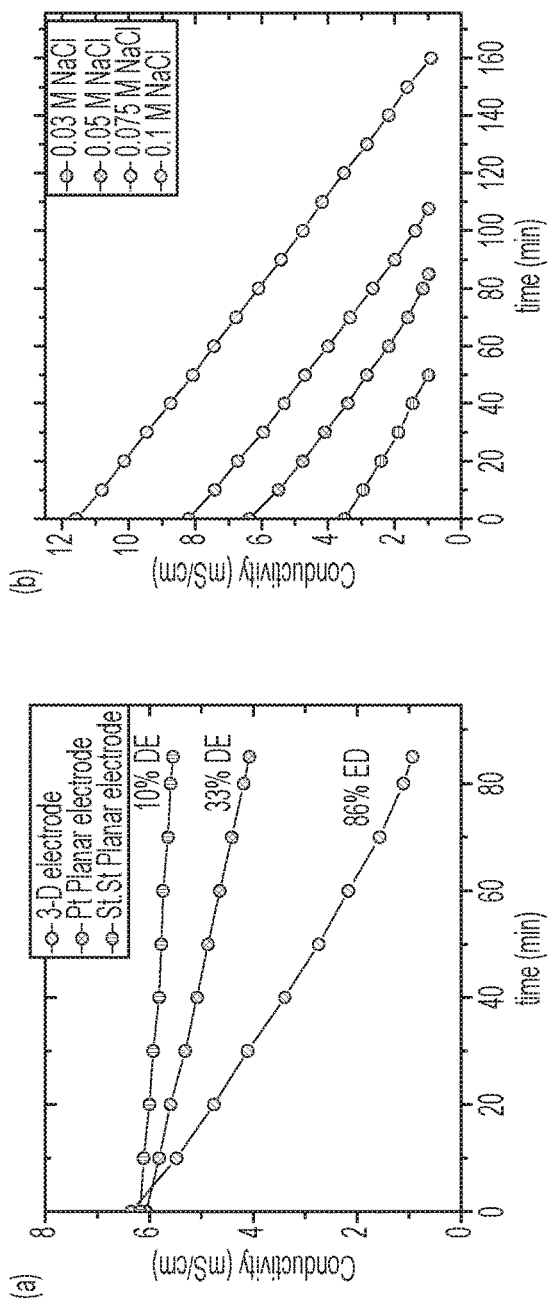 (a)
Conductivity (mS/cm)
8
6
4
2
0
3-D electrode
Pt Planar electrode
St.St Planar electrode
10% DE
33% DE
86% ED
0
20
40
60
80
time (min)
(b)
Conductivity (mS/cm)
12
10
8
6
4
2
0
0.03 M NaCl
0.05 M NaCl
0.075 M NaCl
0.1 M NaCl
0
20
40
60
80
100
120
140
160
time (min)